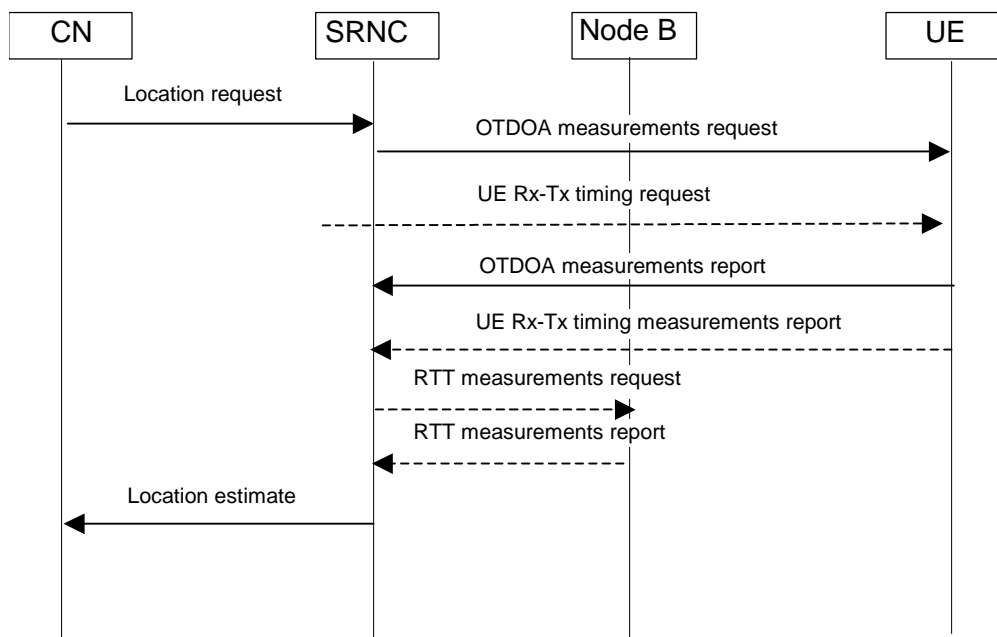 CN
SRNC
Node B
UE
Location request
OTDOA measurements request
UE Rx-Tx timing request
OTDOA measurements report
UE Rx-Tx timing measurements report
RTT measurements request
RTT measurements report
Location estimate